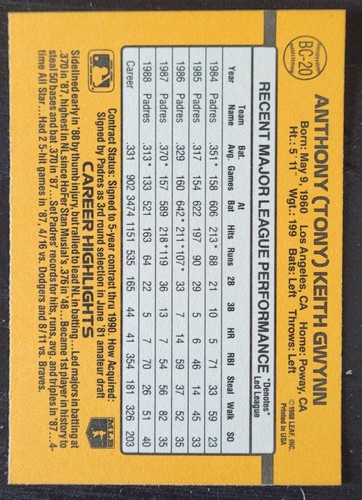 BC-20
ANTHONY (TONY) KEITH GWYNN
Born: May 9, 1960 Los Angeles, CA Home: Poway, CA
Ht.: 5'11" Wgt.: 199 Bats: Left Throws: Left
© 1988 LEAF, INC.
Printed in USA
RECENT MAJOR LEAGUE PERFORMANCE
*Denotes
Led League
Team Bat. At
Year Name Avg. Games Bat Hits Runs 2B 3B HR RBI Steal Walk SO
1984 Padres .351* 158 606 213* 88 21 10 5 71 33 59 23
1985 Padres .317 154 622 197 90 29 5 6 46 14 45 33
1986 Padres .329 160 642* 211* 107* 33 7 14 59 37 52 35
1987 Padres .370* 157 589 218* 119 36 13 7 54 56 82 35
1988 Padres .313* 133 521 163 64 22 5 7 70 26 51 40
Career .331 902 3474 1151 535 165 44 41 354 181 326 203
Contract Status: Signed to 5-year contract thru 1990 How Acquired:
Signed by Padres as 3rd round selection in June '81 amateur draft
CAREER HIGHLIGHTS
MLB
Sidelined early in '88 by thumb injury, but rallied to lead NL in batting... Led majors in batting at
.370 in '87, highest in NL since HoFer Stan Musial's .376 in '48... Became 1st player in history to
steal 50 bases and bat .370 in '87... Set Padres' records for hits, runs, avg. and triples in '87... 4-
time All Star... Had 2 5-hit games in '87, 4/16 vs. Dodgers and 8/11 vs. Braves.